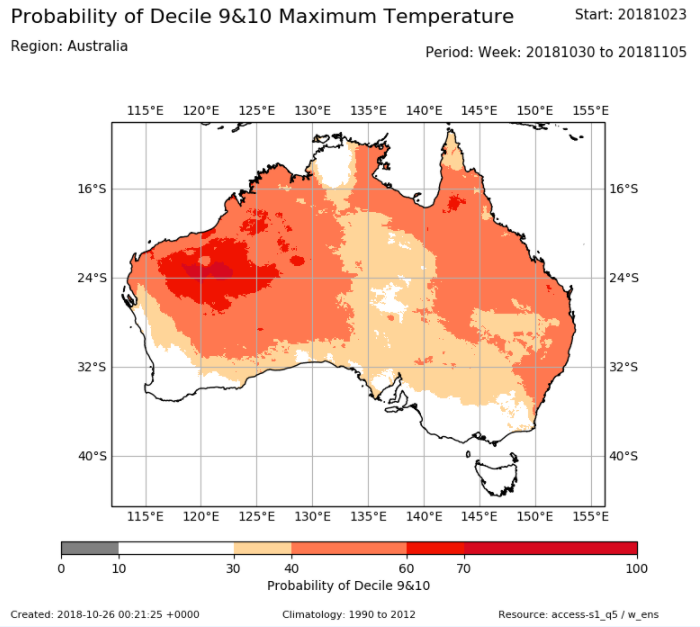 Probability of Decile 9&10 Maximum Temperature
Start: 20181023
Region: Australia
Period: Week: 20181030 to 20181105
115°E 120°E 125°E 130°E 135°E 140°E 145°E 150°E 155°E
16°S 16°S
24°S 24°S
32°S 32°S
40°S 40°S
115°E 120°E 125°E 130°E 135°E 140°E 145°E 150°E 155°E
0 10 30 40 60 70 100
Probability of Decile 9&10
Created: 2018-10-26 00:21:25 +0000
Climatology: 1990 to 2012
Resource: access-s1_q5 / w_ens